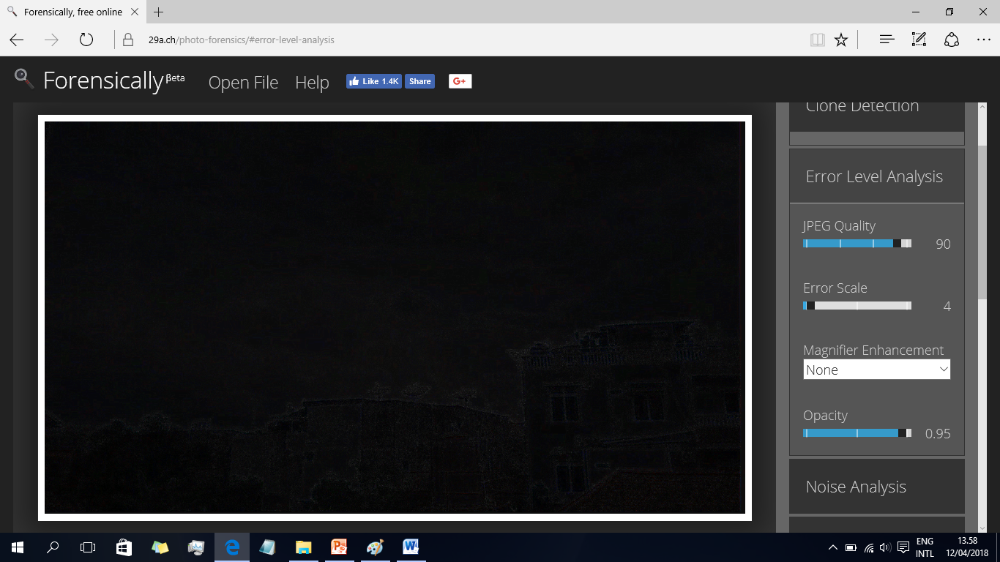 Forensically, free online
29a.ch/photo-forensics/#error-level-analysis
Forensically βeta
Open File
Help
Like 1.4K
Share
G+
Clone Detection
Error Level Analysis
JPEG Quality
90
Error Scale
4
Magnifier Enhancement
None
Opacity
0.95
Noise Analysis
ENG
INTL
13.58
12/04/2018